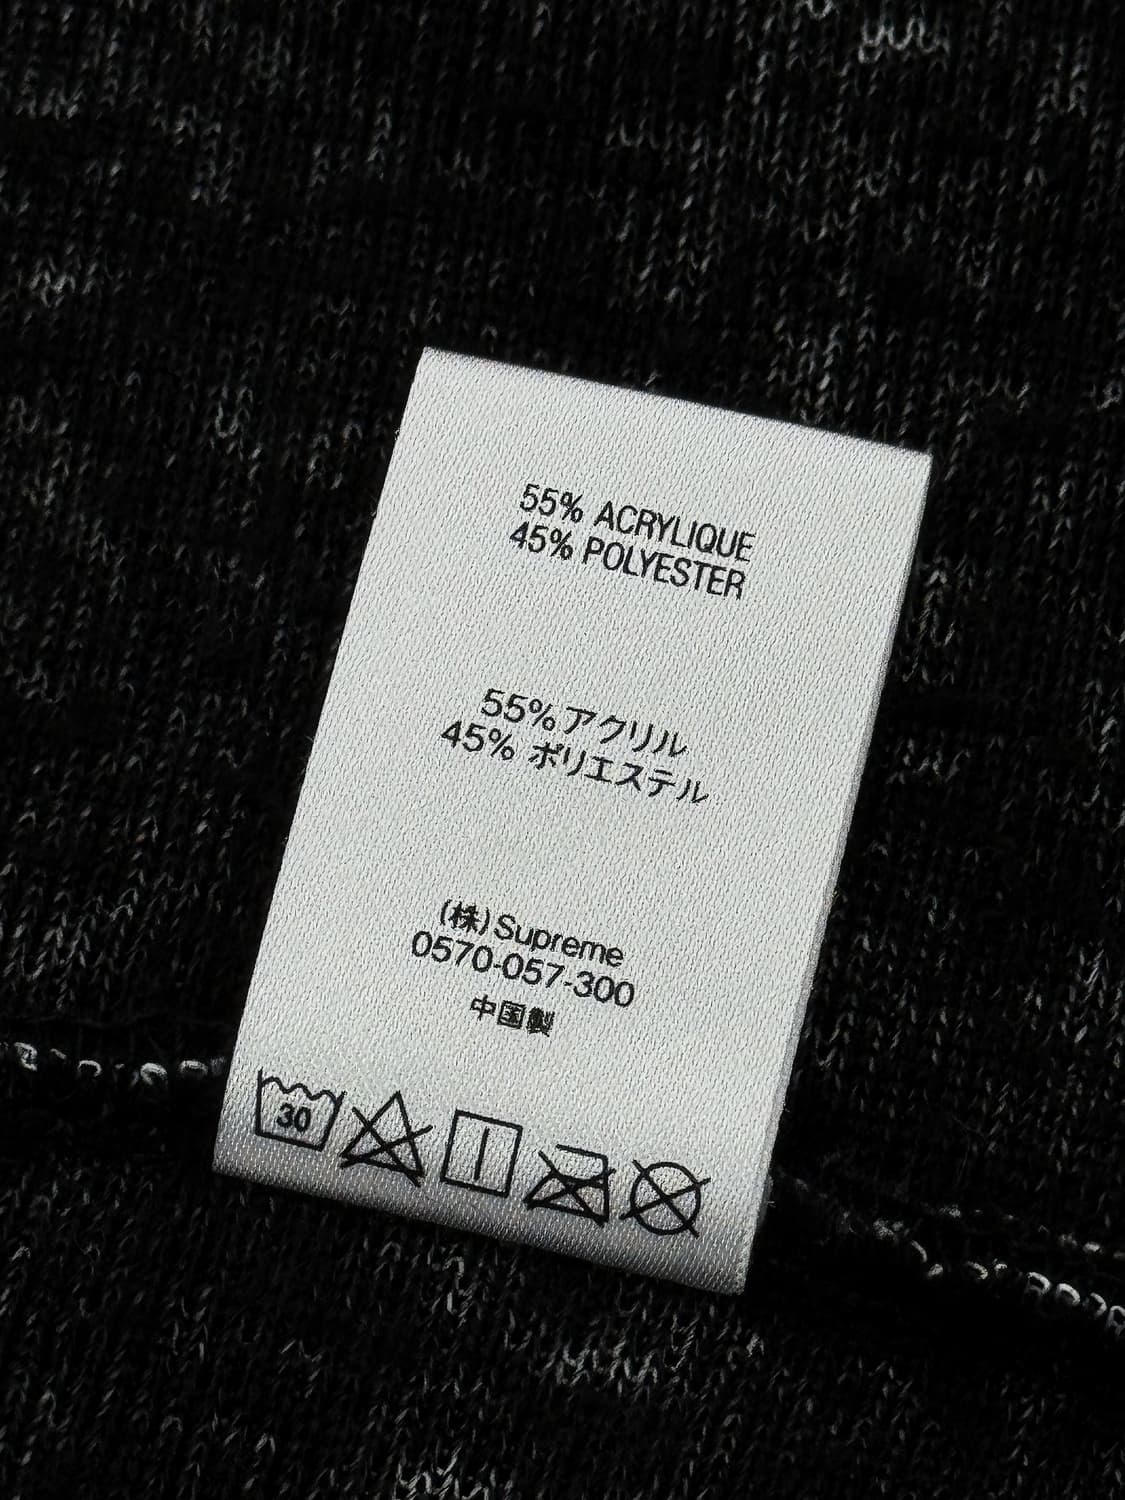 55% ACRYLIQUE
45% POLYESTER
55% アクリル
45% ポリエステル
(株)Supreme
0570-057-300
中国製
30